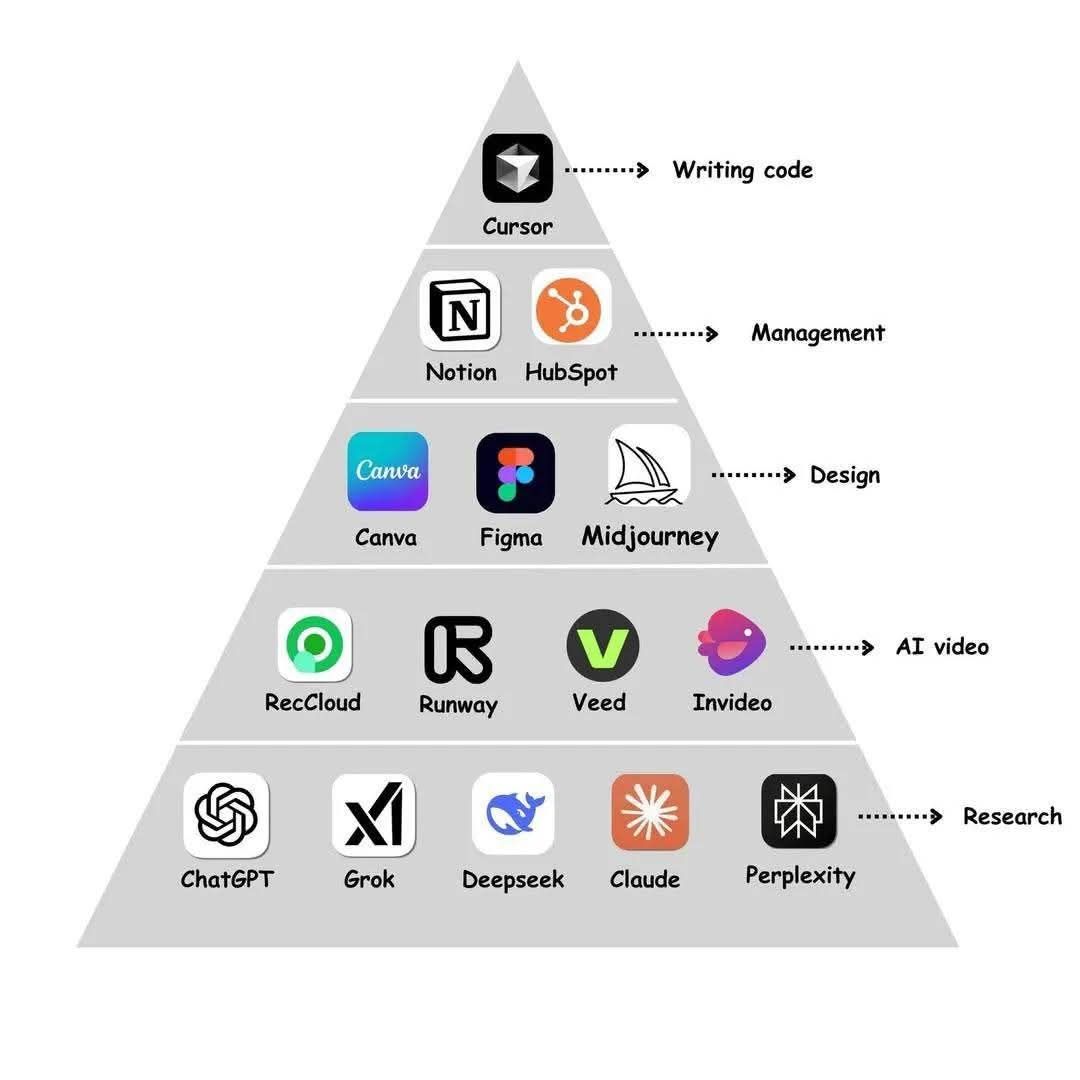 Writing code
Cursor
N
Notion HubSpot
Management
Canva
Canva Figma Midjourney
Design
RecCloud Runway Veed Invideo
AI video
ChatGPT Grok Deepseek Claude Perplexity
Research